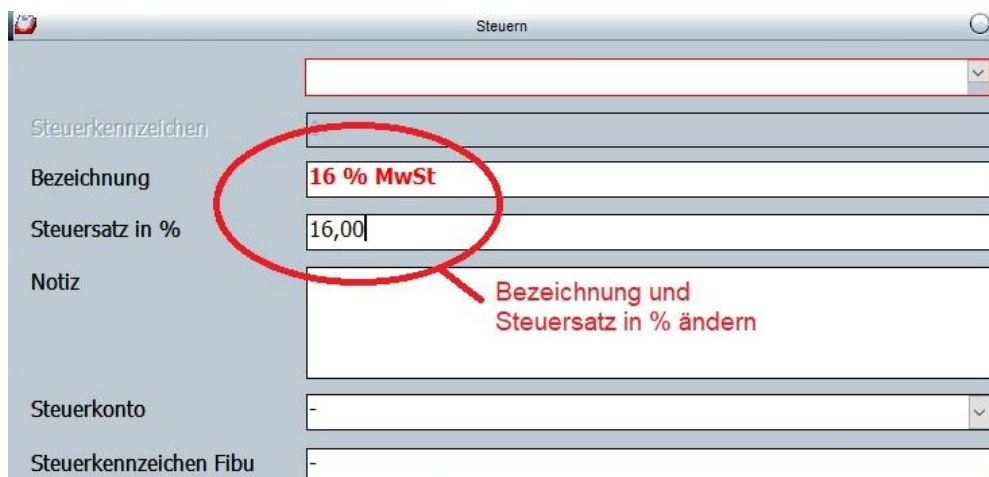 Steuern
Steuerkennzeichen
Bezeichnung
16 % MwSt
Steuersatz in %
16,00
Notiz
Bezeichnung und
Steuersatz in % ändern
Steuerkonto
-
Steuerkennzeichen Fibu
-